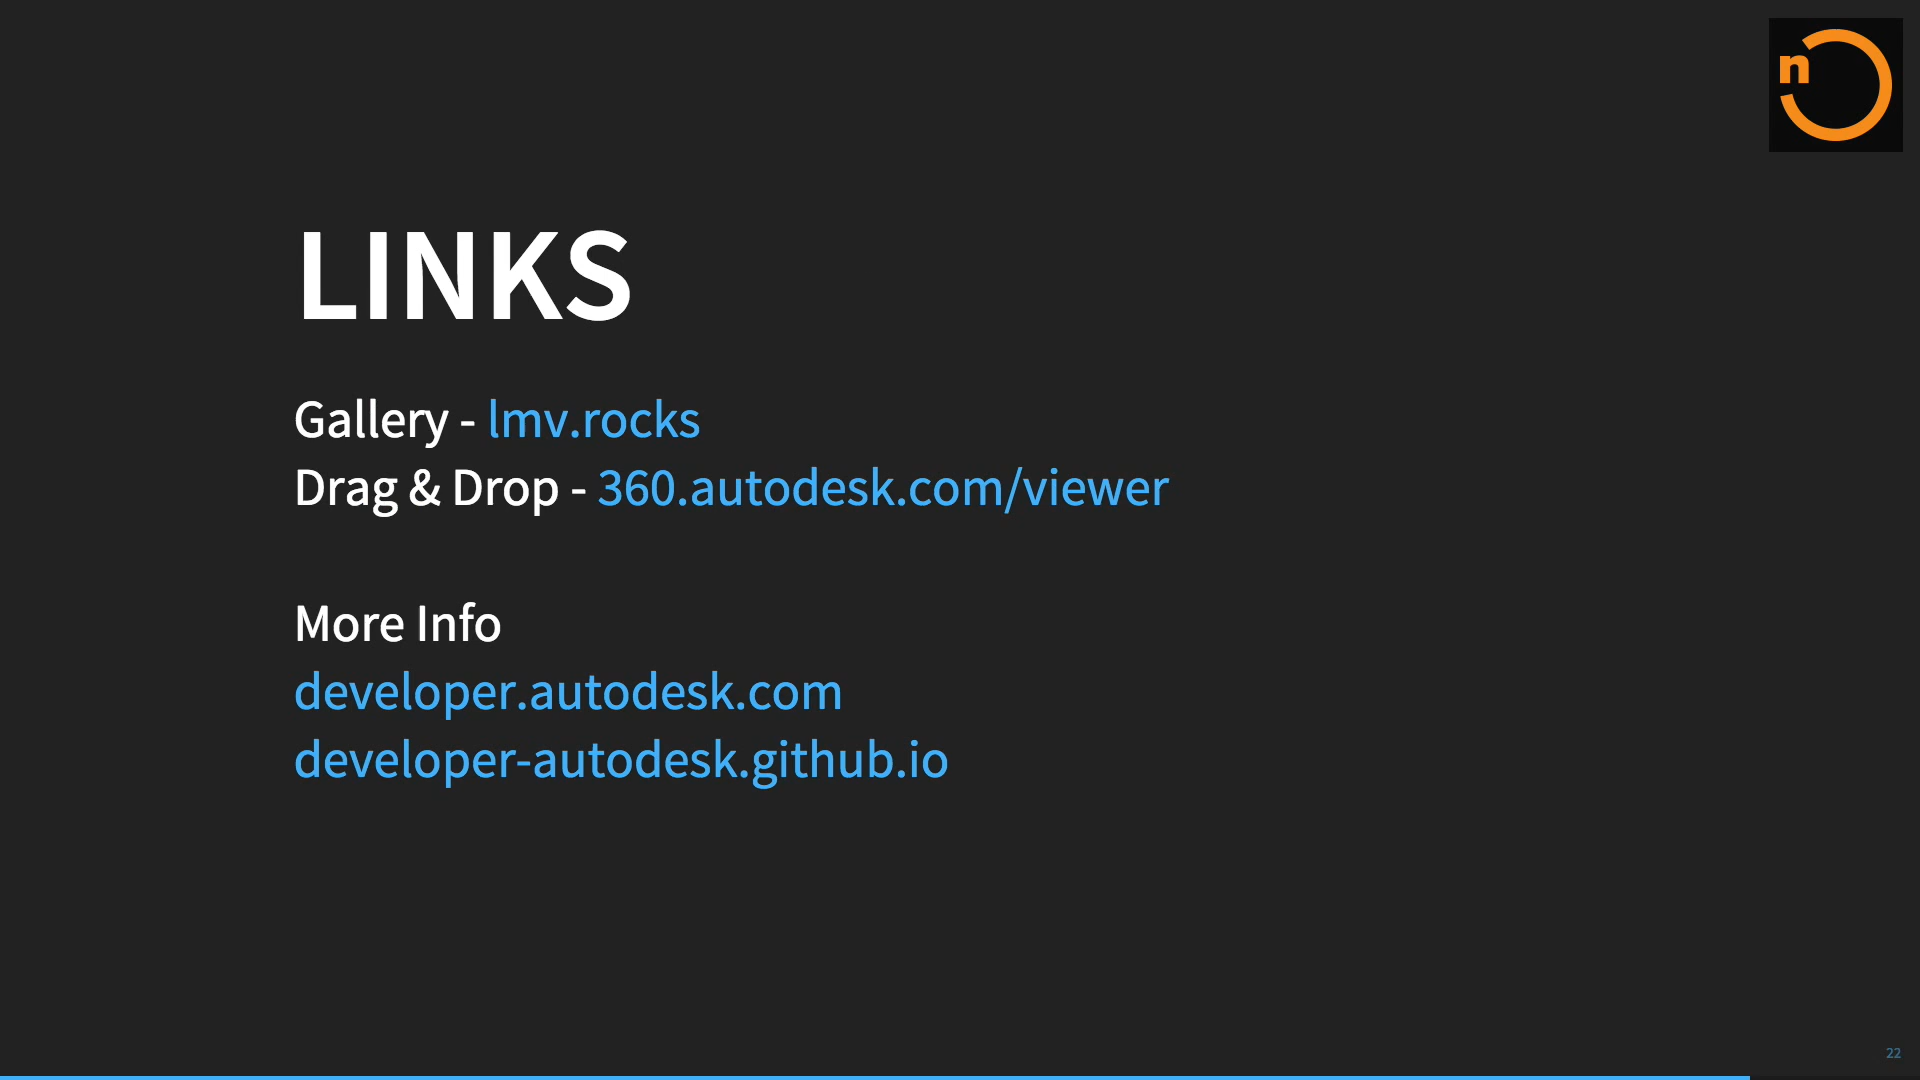 n
LINKS
Gallery - lmv.rocks
Drag & Drop - 360.autodesk.com/viewer
More Info
developer.autodesk.com
developer-autodesk.github.io
22